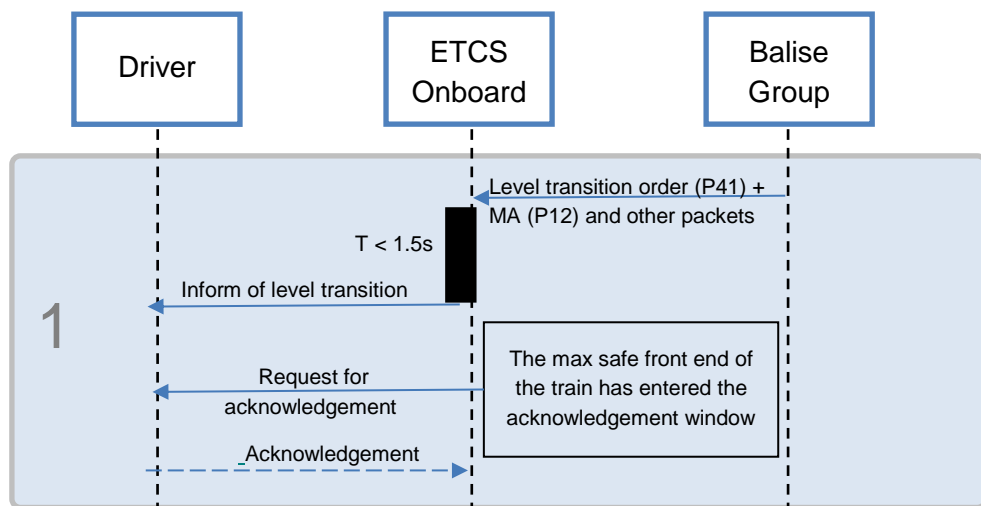 Driver
ETCS
Onboard
Balise
Group
Level transition order (P41) +
MA (P12) and other packets
T < 1.5s
Inform of level transition
1
The max safe front end of
the train has entered the
acknowledgement window
Request for
acknowledgement
Acknowledgement